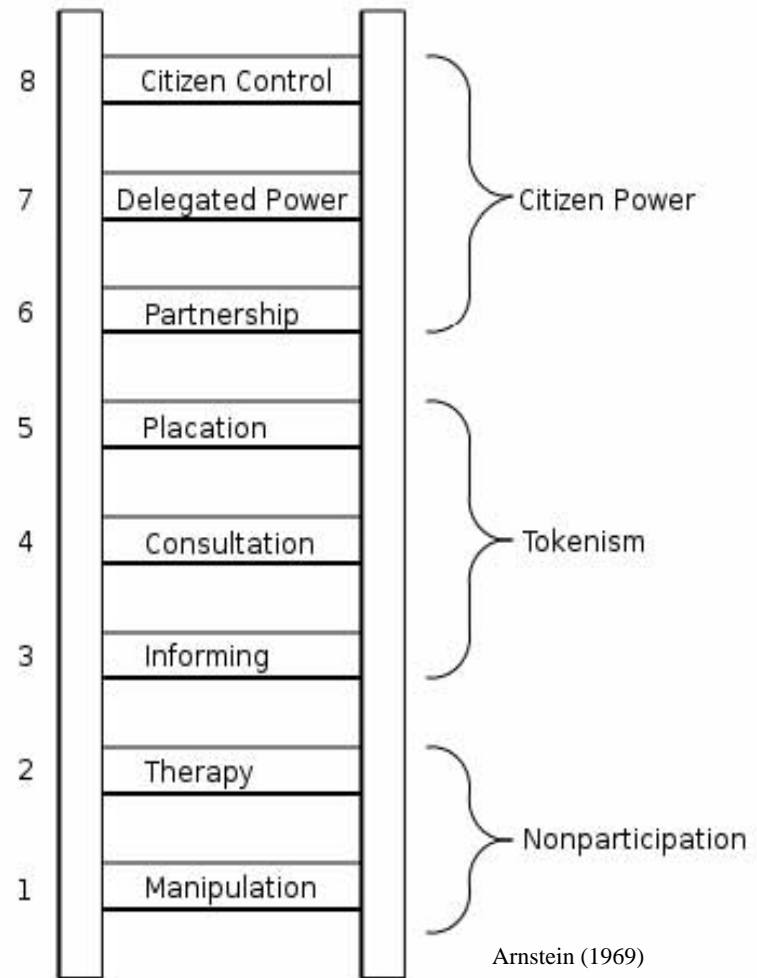 8 Citizen Control
7 Delegated Power Citizen Power
6 Partnership
5 Placation
4 Consultation Tokenism
3 Informing
2 Therapy
Nonparticipation
1 Manipulation
Arnstein (1969)